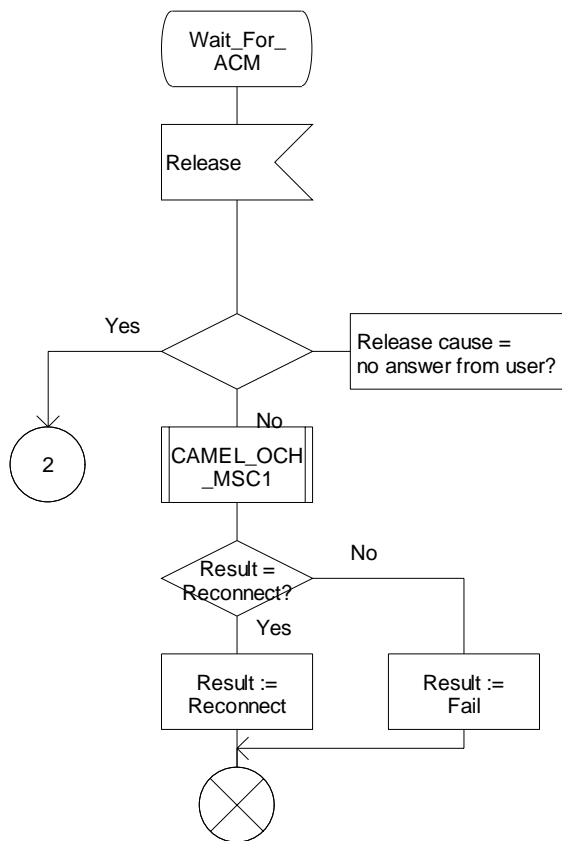 Wait_For_
ACM
Release
Yes
Release cause =
no answer from user?
No
2
CAMEL_OCH
_MSC1
No
Result =
Reconnect?
Yes
Result :=
Reconnect
Result :=
Fail